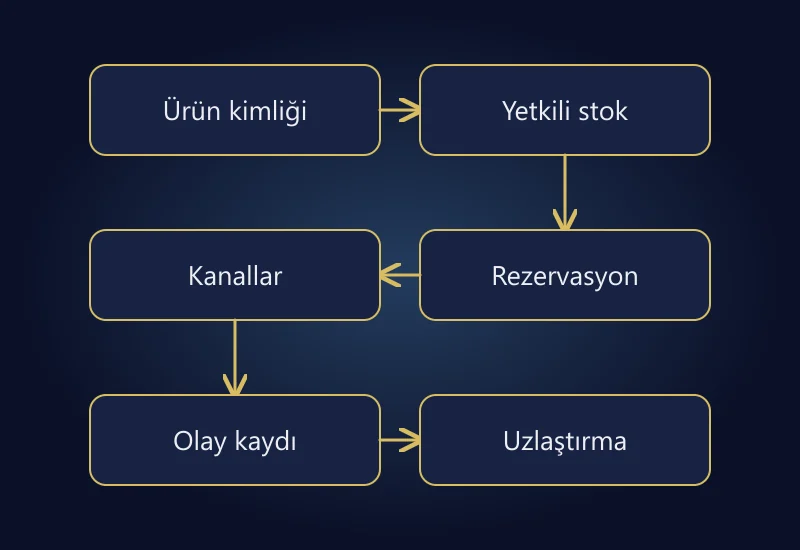 Ürün kimliği
Yetkili stok
Kanallar
Rezervasyon
Olay kaydı
Uzlaştırma